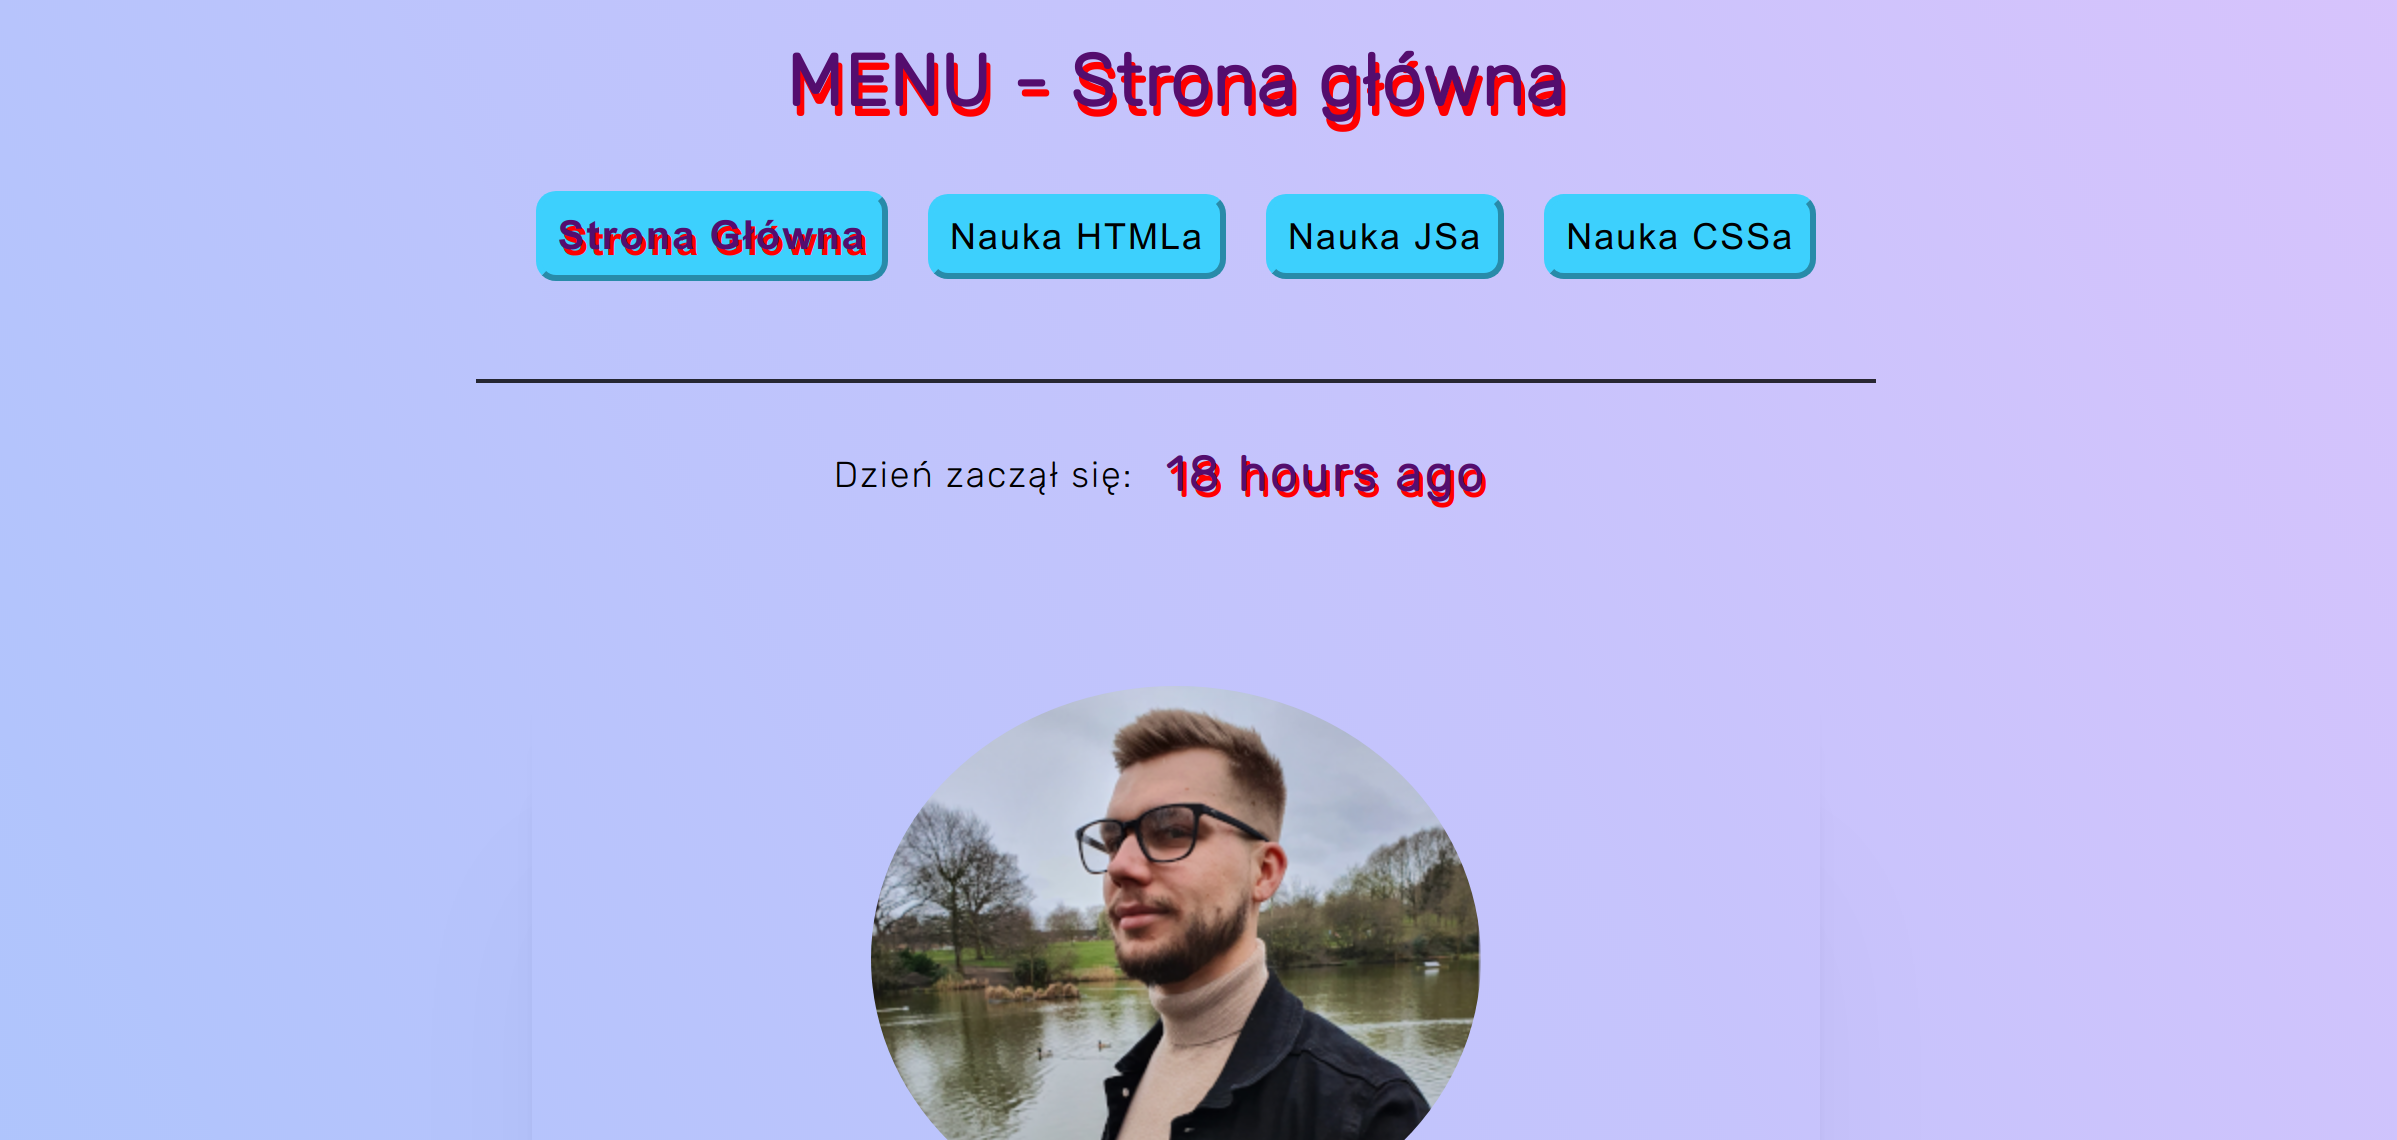 MENU - Strona główna
Strona Główna Nauka HTMLa Nauka JSa Nauka CSSa
Dzień zaczął się: 18 hours ago